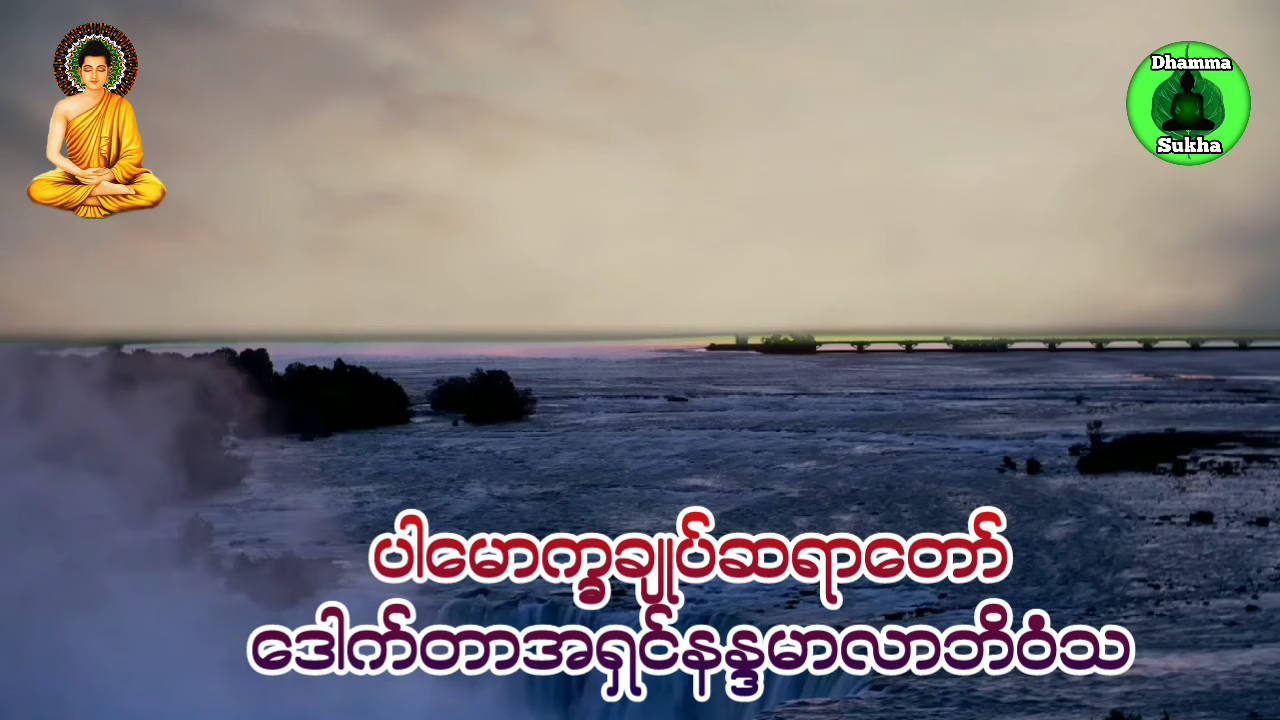 Dhamma
Sukha
ပါမောက္ခချုပ်ဆရာတော်
ဒေါက်တာအရှင်နန္ဒမာလာဘိဝံသ